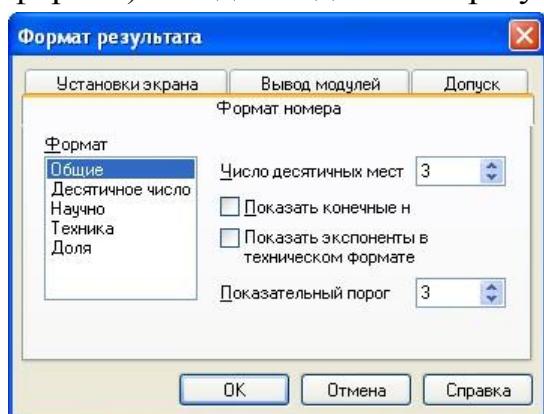 Формат результата
Установки экрана Вывод модулей Допуск
Формат номера
Формат
Общие
Десятичное число
Научно
Техника
Доля
Число десятичных мест 3
Показать конечные н
Показать экспоненты в
техническом формате
Показательный порог 3
OK Отмена Справка